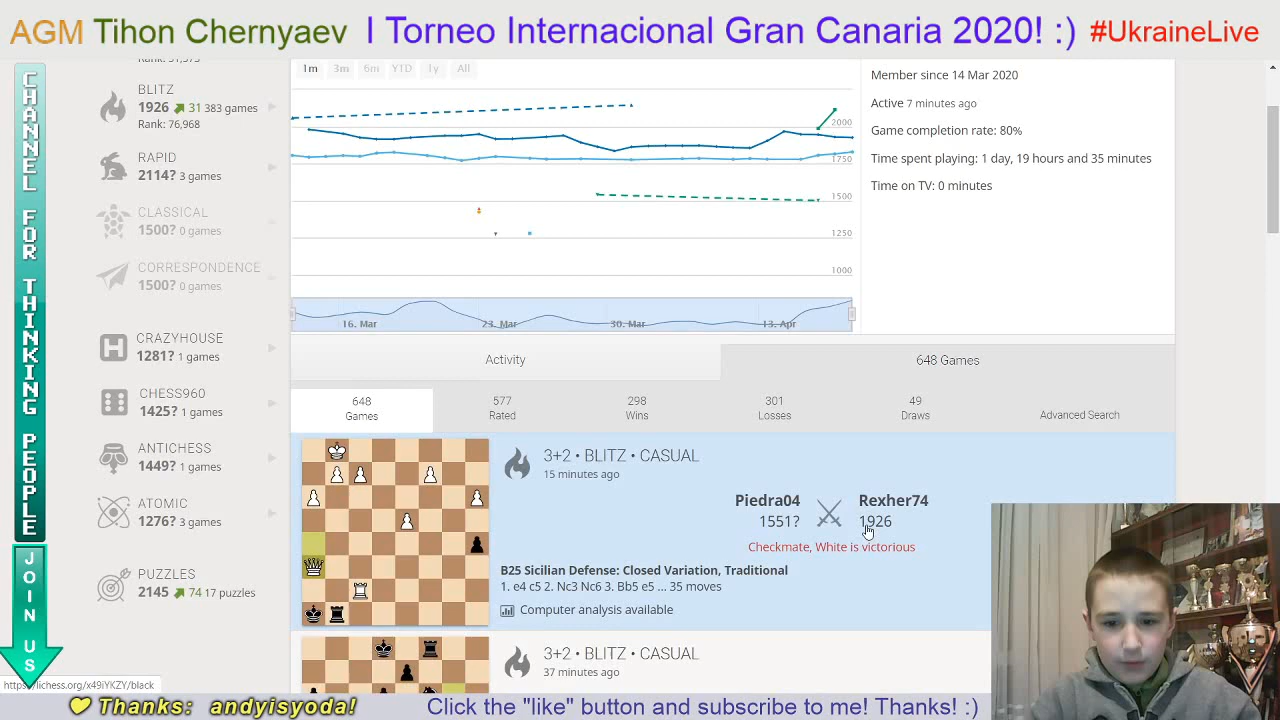 AGM Tihon Chernyaev I Torneo Internacional Gran Canaria 2020! :) #UkraineLive
CHANNEL FOR THINKING PEOPLE
JOIN US
BLITZ
1926 31 383 games
Rank: 76,968
RAPID
2114? 3 games
CLASSICAL
1500? 0 games
CORRESPONDENCE
1500? 0 games
CRAZYHOUSE
1281? 1 games
CHESS960
1425? 1 games
ANTICHESS
1449? 1 games
ATOMIC
1276? 3 games
PUZZLES
2145 74 17 puzzles
https://lichess.org/x49iYKZY/black
1m 3m 6m YTD 1y All
2000
1750
1500
1250
1000
16. Mar 23. Mar 30. Mar 13. Apr
Member since 14 Mar 2020
Active 7 minutes ago
Game completion rate: 80%
Time spent playing: 1 day, 19 hours and 35 minutes
Time on TV: 0 minutes
Activity 648 Games
648 577 298 301 49
Games Rated Wins Losses Draws Advanced Search
3+2 • BLITZ • CASUAL
15 minutes ago
Piedra04 Rexher74
1551? 1926
Checkmate, White is victorious
B25 Sicilian Defense: Closed Variation, Traditional
1. e4 c5 2. Nc3 Nc6 3. Bb5 e5 ... 35 moves
Computer analysis available
3+2 • BLITZ • CASUAL
37 minutes ago
Thanks: andyisyoda! Click the "like" button and subscribe to me! Thanks! :)